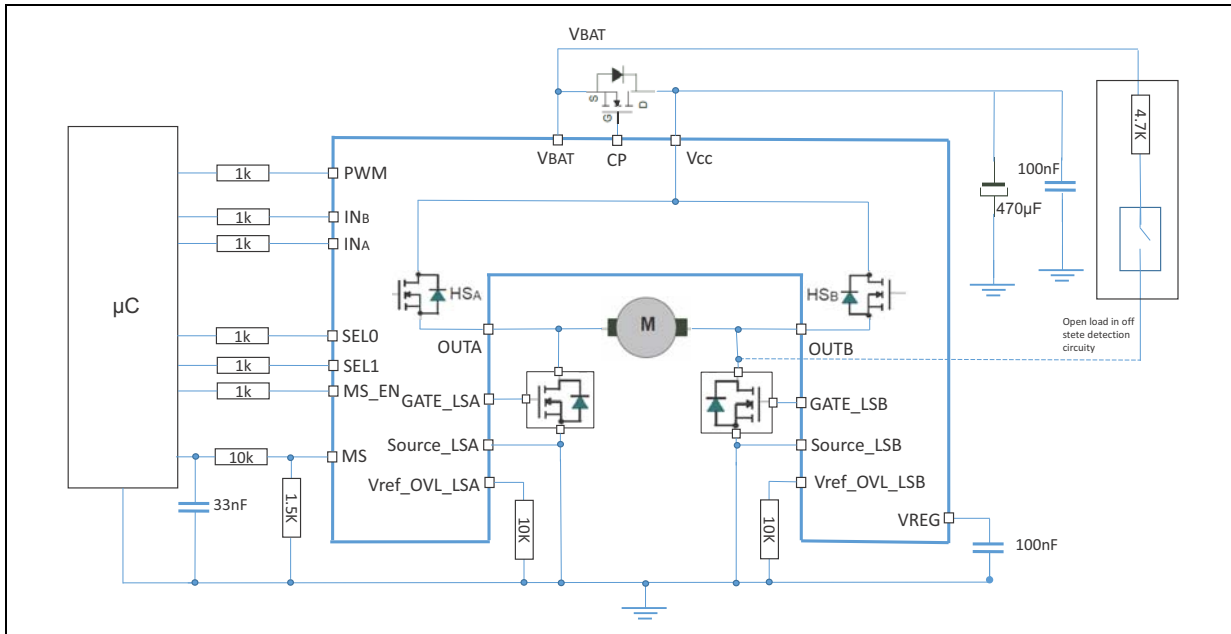 VBAT
S
D
G
4.7K
VBAT
CP
Vcc
100nF
470µF
1k
PWM
1k
INB
1k
INA
µC
HSA
HSB
M
OUTA
OUTB
Open load in off
stete detection
circuity
1k
SEL0
1k
SEL1
1k
MS_EN
GATE_LSA
GATE_LSB
Source_LSA
Source_LSB
10k
MS
Vref_OVL_LSA
Vref_OVL_LSB
33nF
1.5K
10K
10K
VREG
100nF